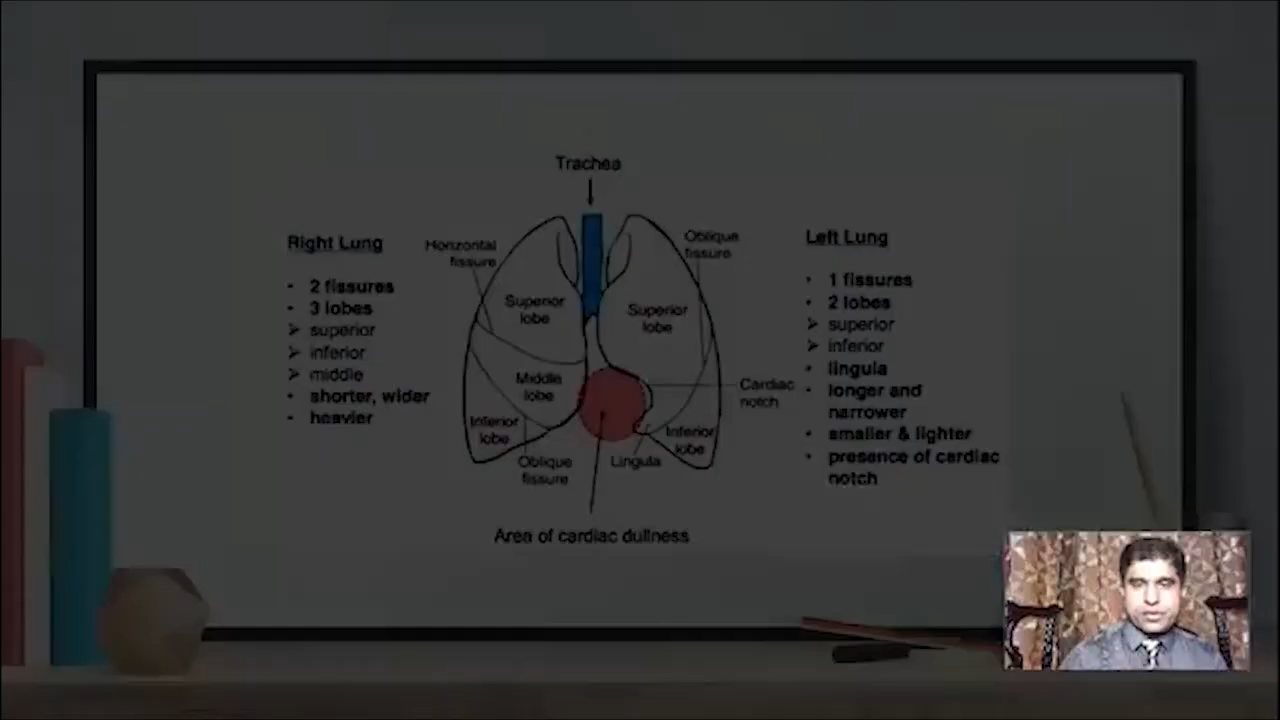 Trachea
Right Lung
- 2 fissures
- 3 lobes
➢ superior
➢ inferior
➢ middle
- shorter, wider
- heavier
Horizontal
fissure
Superior
lobe
Middle
lobe
Inferior
lobe
Oblique
fissure
Oblique
fissure
Superior
lobe
Cardiac
notch
Inferior
lobe
Lingula
Area of cardiac dullness
Left Lung
• 1 fissures
• 2 lobes
➢ superior
➢ inferior
• lingula
• longer and
narrower
• smaller & lighter
• presence of cardiac
notch